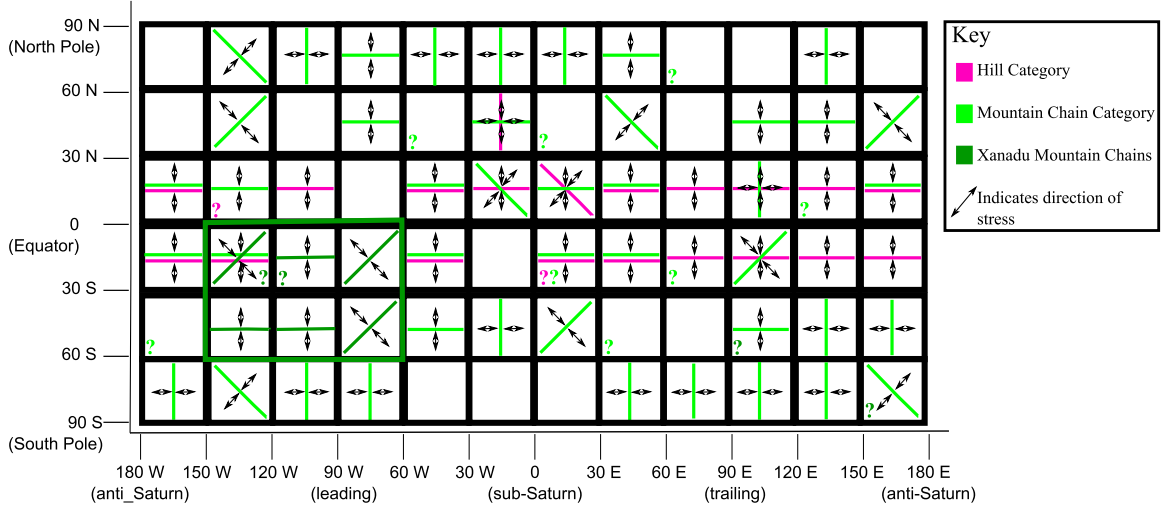 90 N
(North Pole)
?
60 N
? ?
30 N
? ?
0
(Equator)
? ? ?? ?
30 S
? ? ?
60 S
?
90 S
(South Pole)
180 W 150 W 120 W 90 W 60 W 30 W 0 30 E 60 E 90 E 120 E 150 E 180 E
(anti_Saturn) (leading) (sub-Saturn) (trailing) (anti-Saturn)
Key
Hill Category
Mountain Chain Category
Xanadu Mountain Chains
Indicates direction of
stress